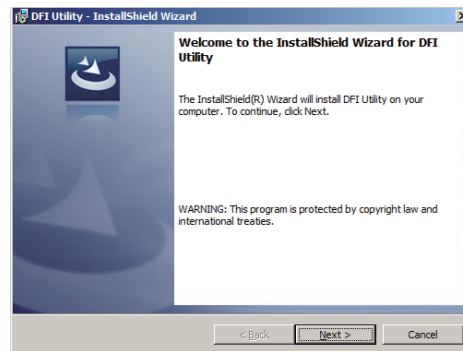 DFI Utility - InstallShield Wizard
Welcome to the InstallShield Wizard for DFI
Utility
The InstallShield(R) Wizard will install DFI Utility on your
computer. To continue, click Next.
WARNING: This program is protected by copyright law and
international treaties.
< Back Next > Cancel